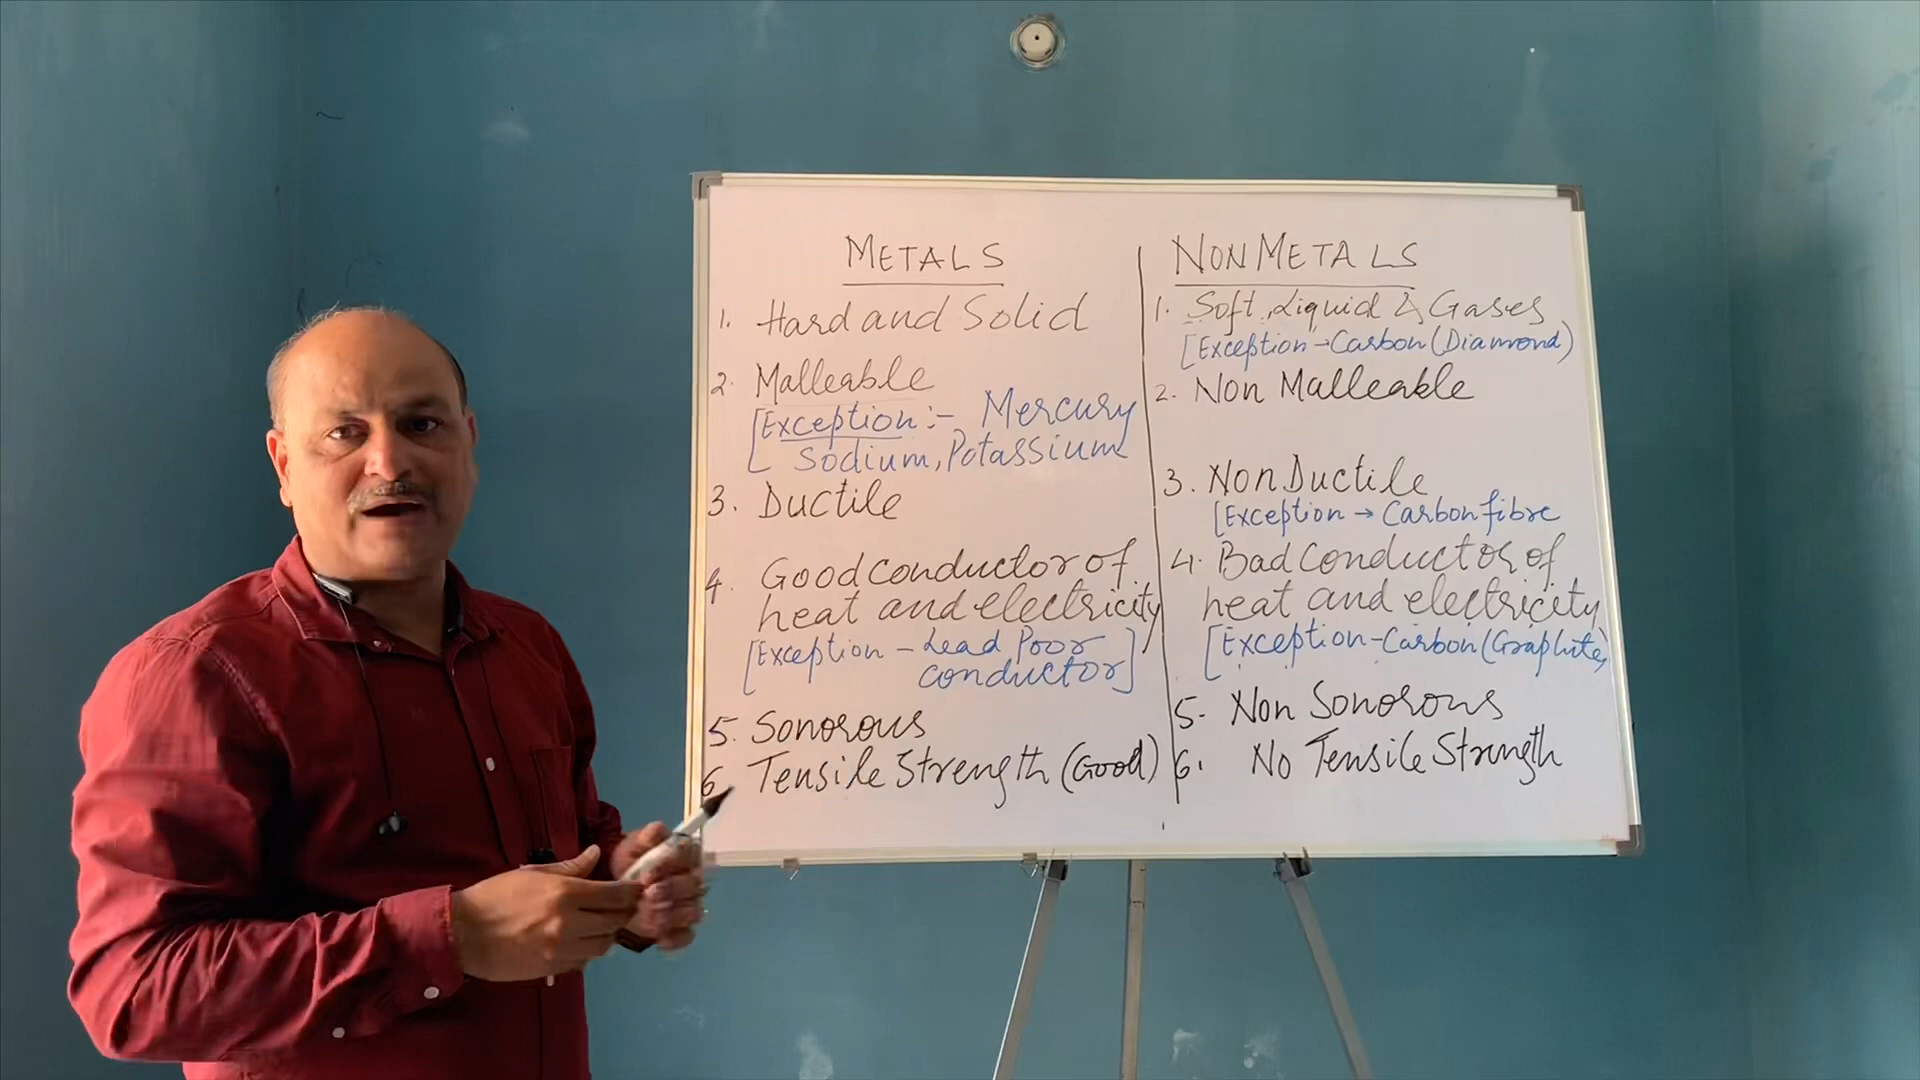 METALS
1. Hard and Solid
2. Malleable
[Exception :- Mercury
Sodium, Potassium
3. Ductile
4. Good conductor of
heat and electricity
[Exception - Lead Poor
conductor]
5. Sonorous
6 Tensile Strength (Good)
NONMETALS
1. Soft, Liquid & Gases
[Exception → Carbon (Diamond)
2. Non Malleable
3. Non Ductile
[Exception → Carbon fibre
4. Bad conductor of
heat and electricity
[Exception - Carbon (Graphite)
5- Non Sonorous
6. No Tensile Strength